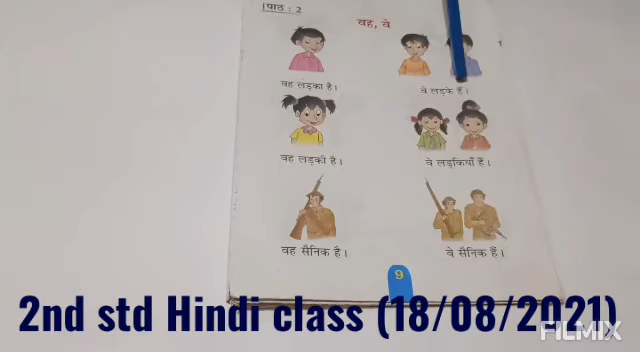 पाठ : 2
वह, वे
वह लड़का है।
वे लड़के हैं।
वह लड़की है।
वे लड़कियाँ हैं।
वह सैनिक है।
वे सैनिक हैं।
9
2nd std Hindi class (18/08/2021)
FILMIX